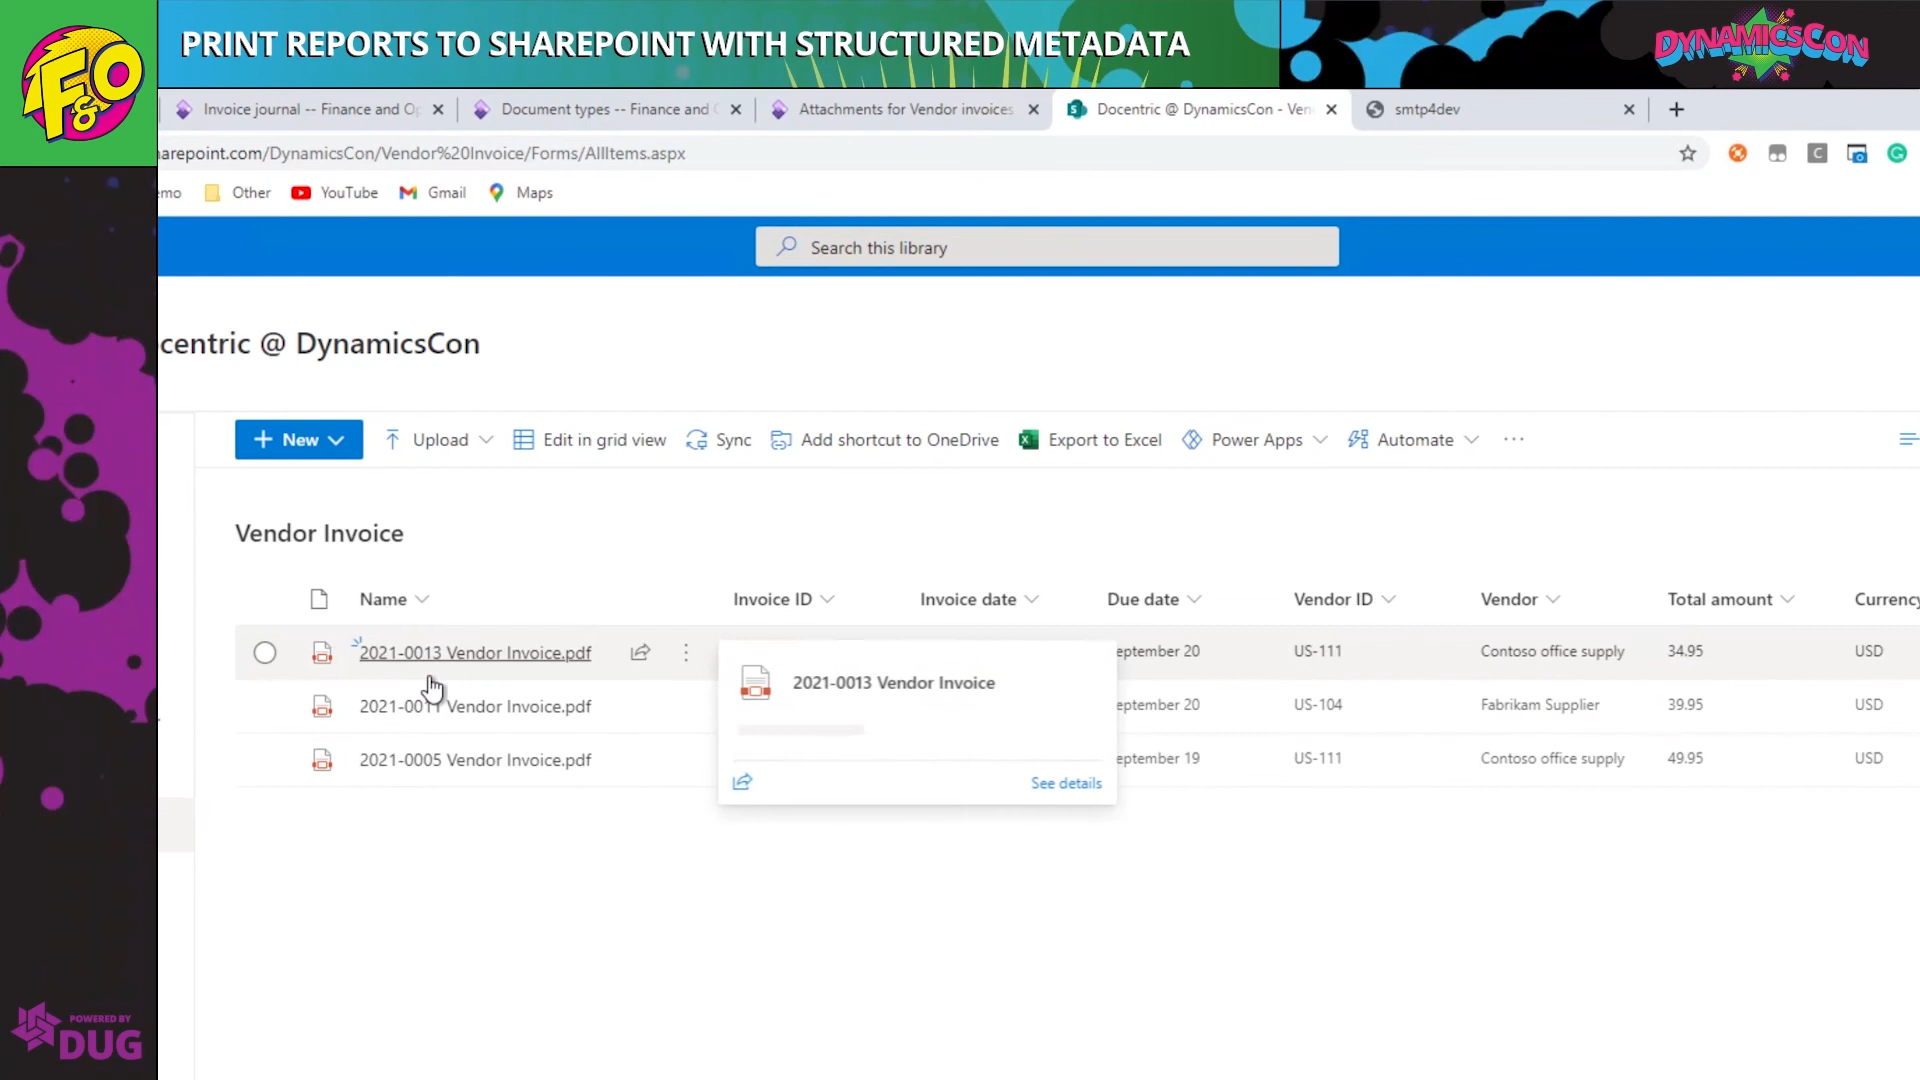 F&O
PRINT REPORTS TO SHAREPOINT WITH STRUCTURED METADATA
DYNAMICSCON
Invoice journal -- Finance and Op
Document types -- Finance and
Attachments for Vendor invoices
Docentric @ DynamicsCon - Ven
smtp4dev
arepoint.com/DynamicsCon/Vendor%20Invoice/Forms/AllItems.aspx
emo
Other
YouTube
Gmail
Maps
Search this library
centric @ DynamicsCon
New
Upload
Edit in grid view
Sync
Add shortcut to OneDrive
Export to Excel
Power Apps
Automate
Vendor Invoice
Name
Invoice ID
Invoice date
Due date
Vendor ID
Vendor
Total amount
Currency
2021-0013 Vendor Invoice.pdf
eptember 20
US-111
Contoso office supply
34.95
USD
2021-0011 Vendor Invoice.pdf
eptember 20
US-104
Fabrikam Supplier
39.95
USD
2021-0005 Vendor Invoice.pdf
eptember 19
US-111
Contoso office supply
49.95
USD
2021-0013 Vendor Invoice
See details
POWERED BY
DUG